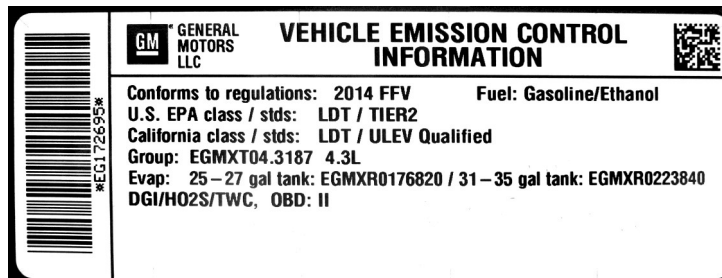 *EG172695*
GM
GENERAL
MOTORS
LLC
VEHICLE EMISSION CONTROL
INFORMATION
Conforms to regulations: 2014 FFV Fuel: Gasoline/Ethanol
U.S. EPA class / stds: LDT / TIER2
California class / stds: LDT / ULEV Qualified
Group: EGMXT04.3187 4.3L
Evap: 25–27 gal tank: EGMXR0176820 / 31–35 gal tank: EGMXR0223840
DGI/HO2S/TWC, OBD: II